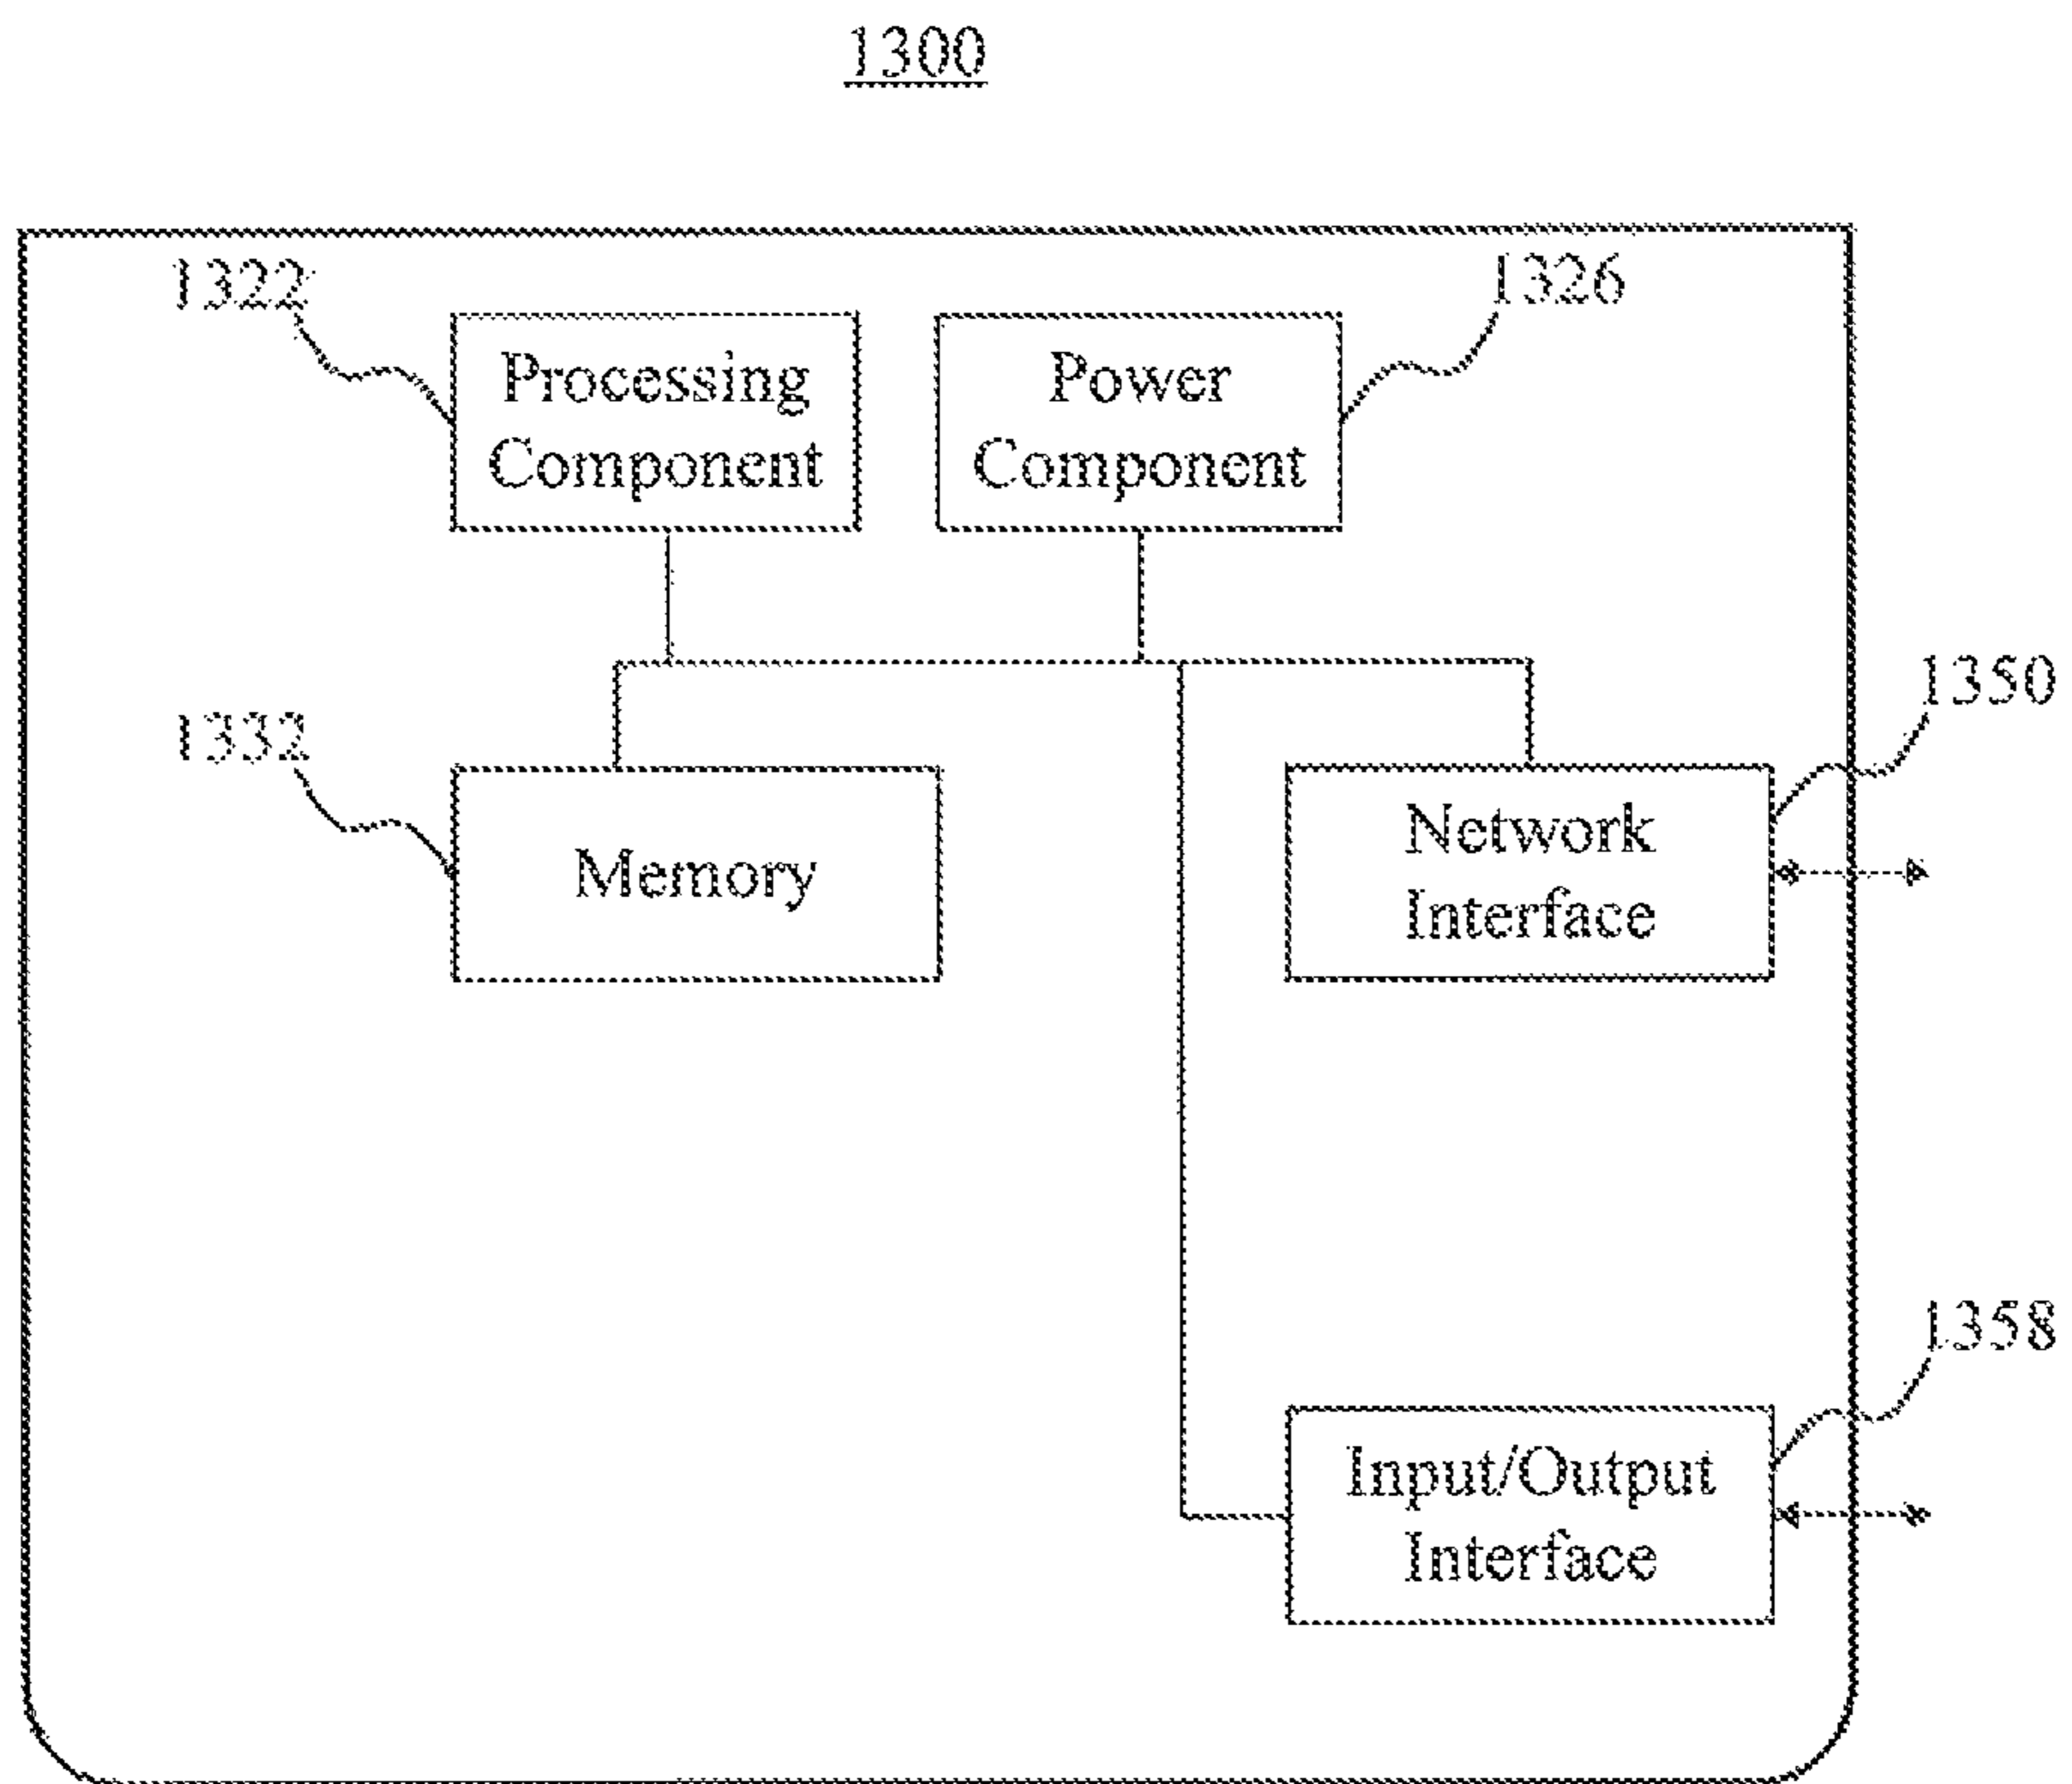 1300
1322
1326
Processing
Component
Power
Component
1350
1332
Memory
Network
Interface
1358
Input/Output
Interface